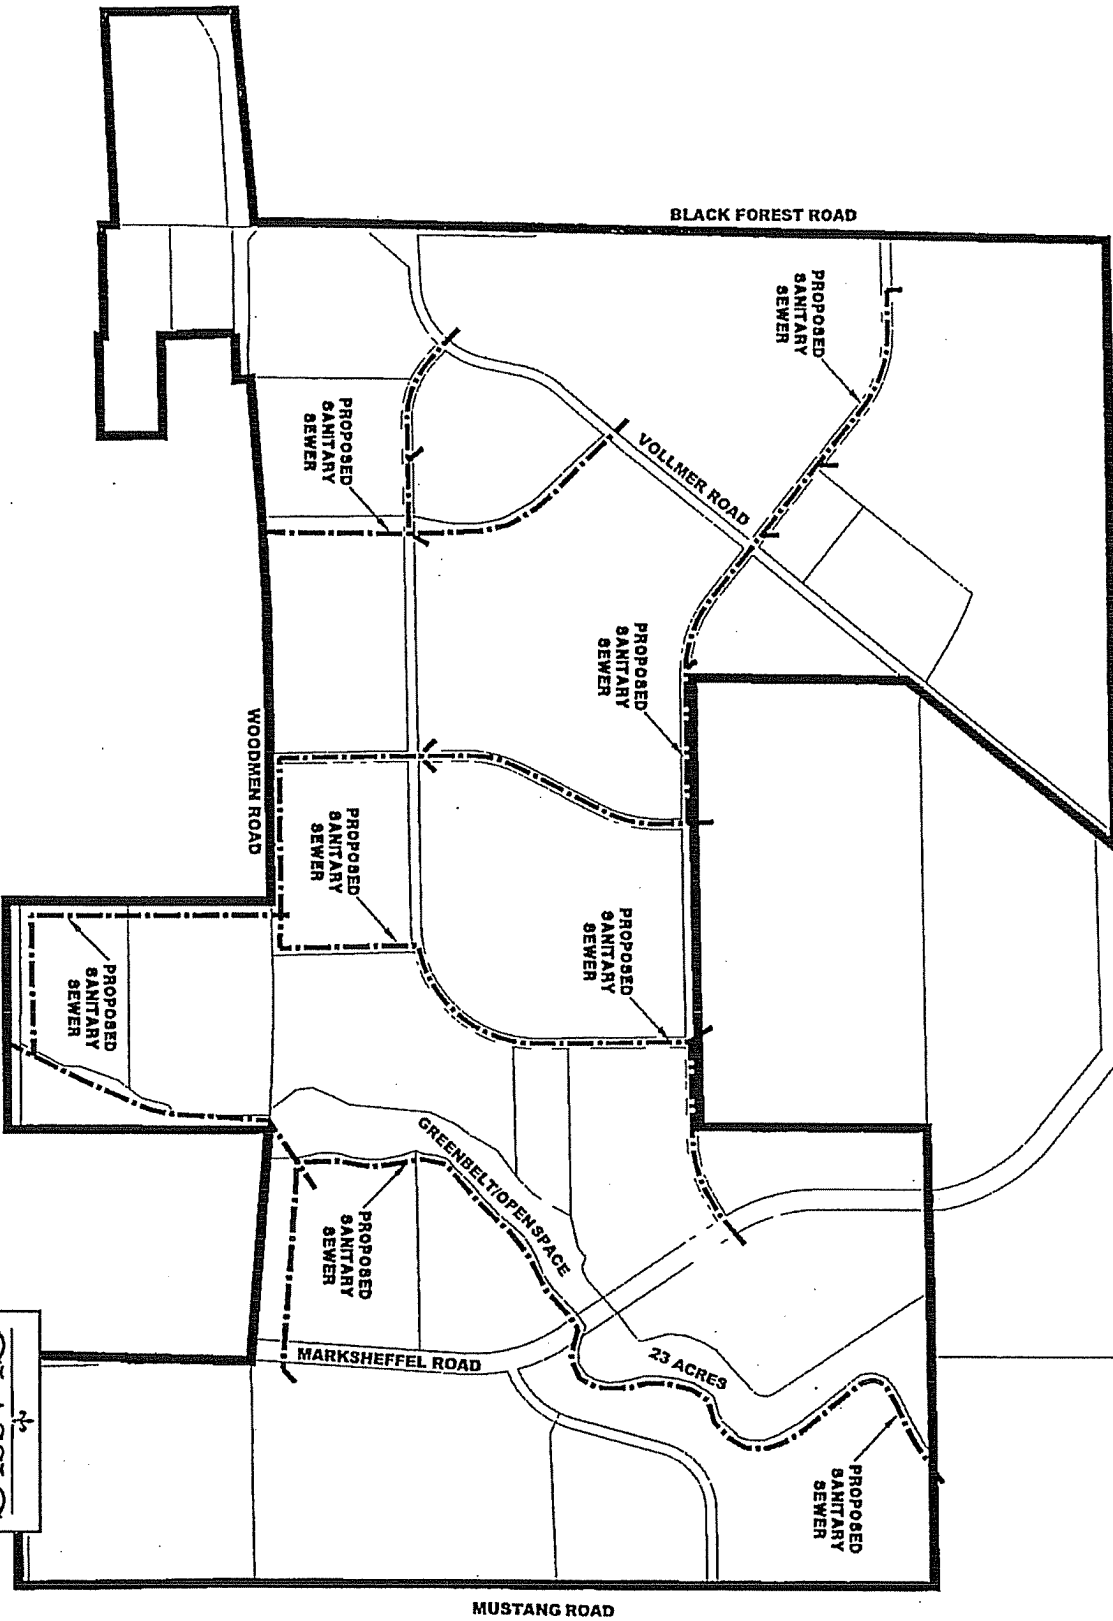 BLACK FOREST ROAD
PROPOSED
SANITARY
SEWER
VOLLMER ROAD
PROPOSED
SANITARY
SEWER
PROPOSED
SANITARY
SEWER
WOODMEN ROAD
PROPOSED
SANITARY
SEWER
PROPOSED
SANITARY
SEWER
PROPOSED
SANITARY
SEWER
GREENBELT/OPENSPACE
PROPOSED
SANITARY
SEWER
MARKSHEFFEL ROAD
23 ACRES
PROPOSED
SANITARY
SEWER
MUSTANG ROAD